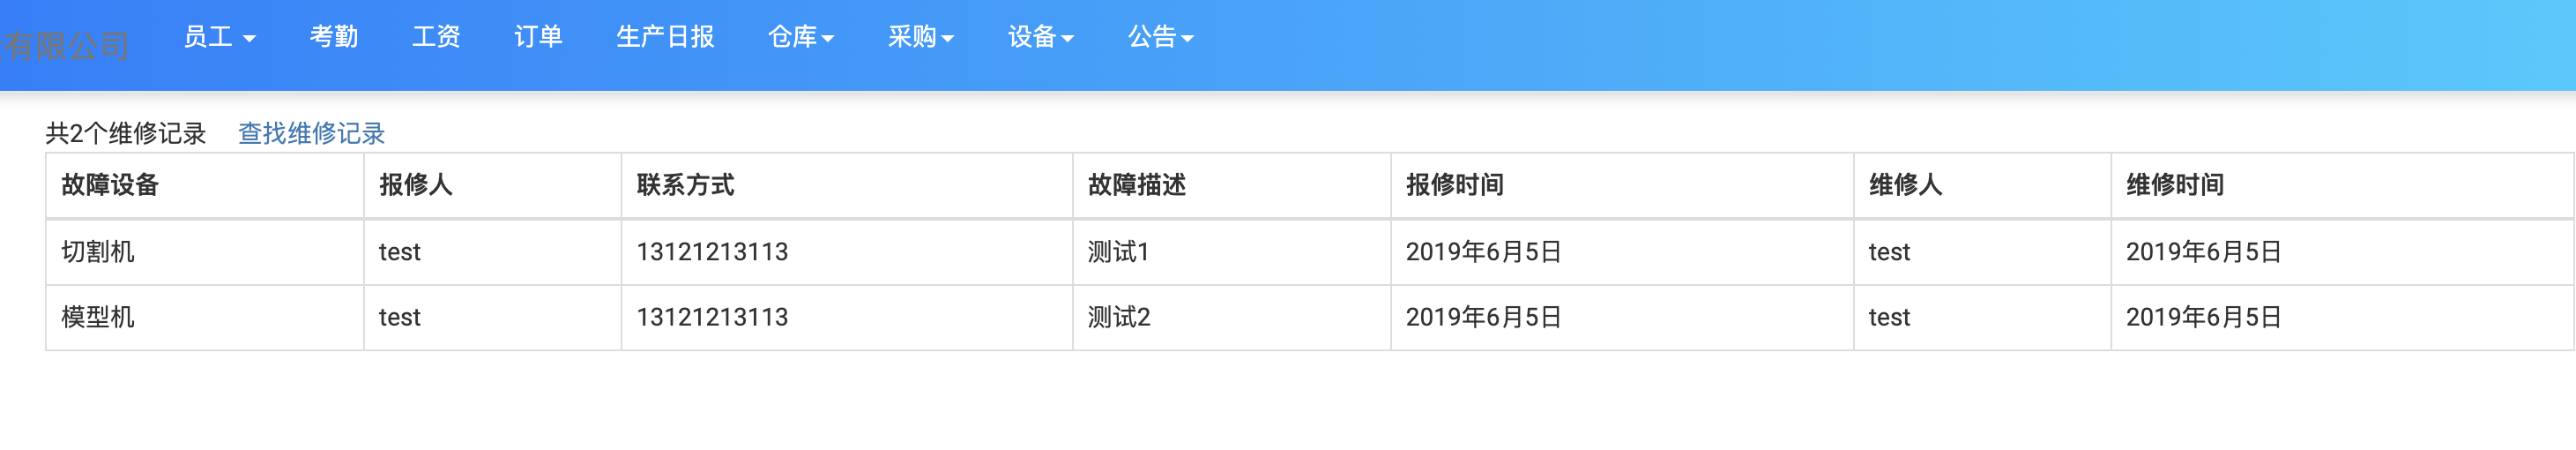 有限公司 员工 考勤 工资 订单 生产日报 仓库 采购 设备 公告
共2个维修记录 查找维修记录
故障设备 报修人 联系方式 故障描述 报修时间 维修人 维修时间
切割机 test 13121213113 测试1 2019年6月5日 test 2019年6月5日
模型机 test 13121213113 测试2 2019年6月5日 test 2019年6月5日